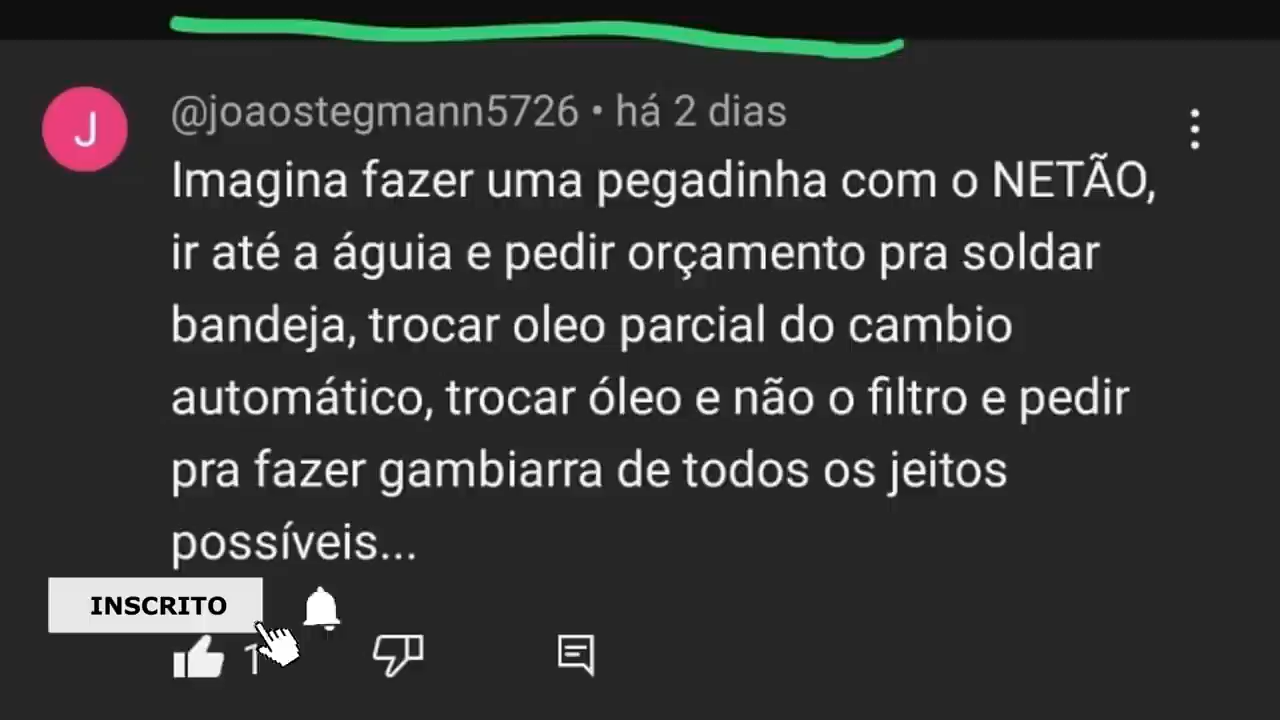 J
@joaostegmann5726 • há 2 dias
Imagina fazer uma pegadinha com o NETÃO,
ir até a águia e pedir orçamento pra soldar
bandeja, trocar oleo parcial do cambio
automático, trocar óleo e não o filtro e pedir
pra fazer gambiarra de todos os jeitos
possíveis...
INSCRITO